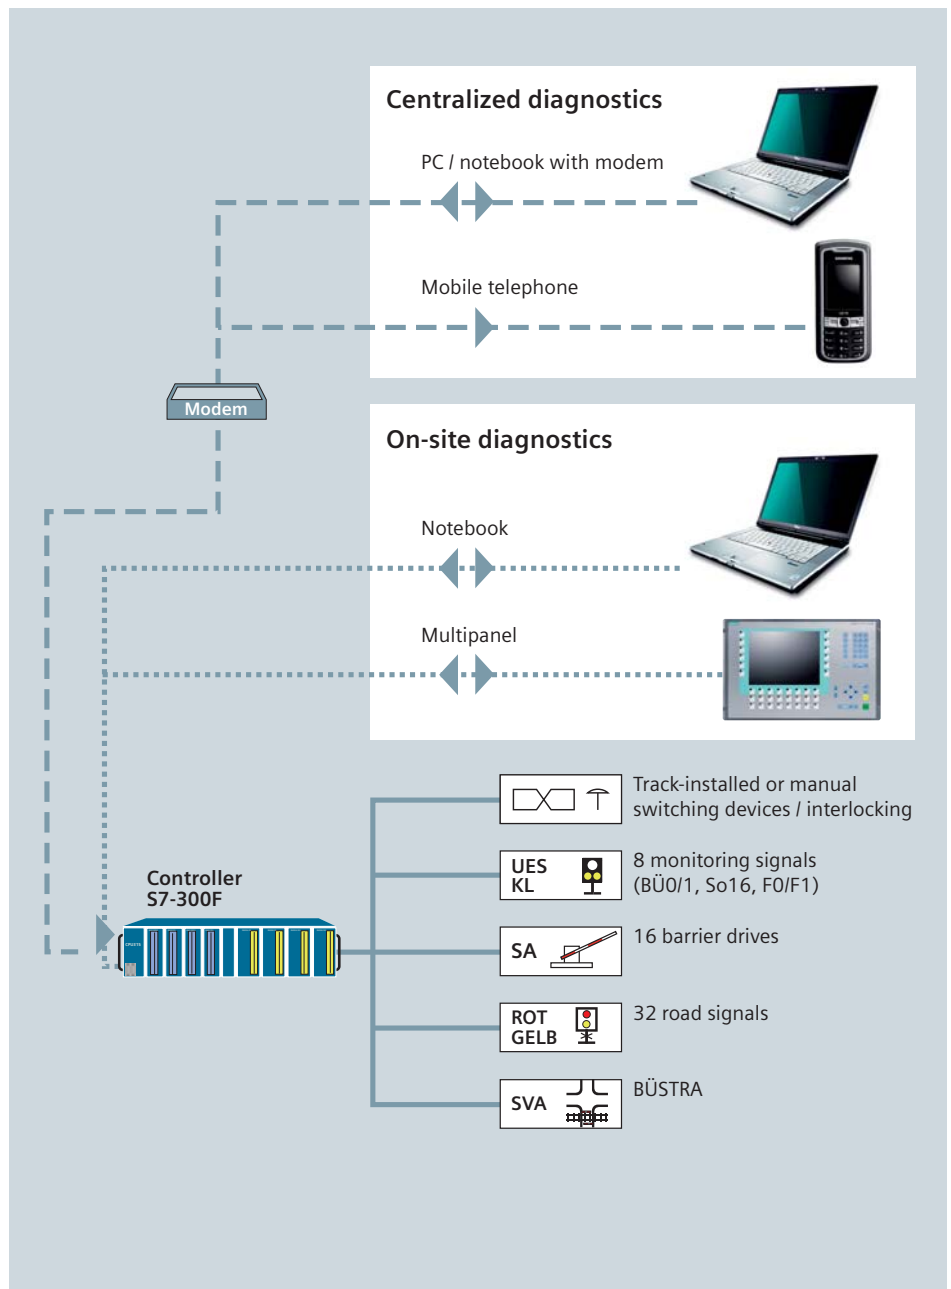 Centralized diagnostics
PC / notebook with modem
Mobile telephone
Modem
On-site diagnostics
Notebook
Multipanel
Track-installed or manual
switching devices / interlocking
UES
KL
8 monitoring signals
(BÜ0/1, So16, F0/F1)
Controller
S7-300F
SA
16 barrier drives
ROT
GELB
32 road signals
SVA
BÜSTRA